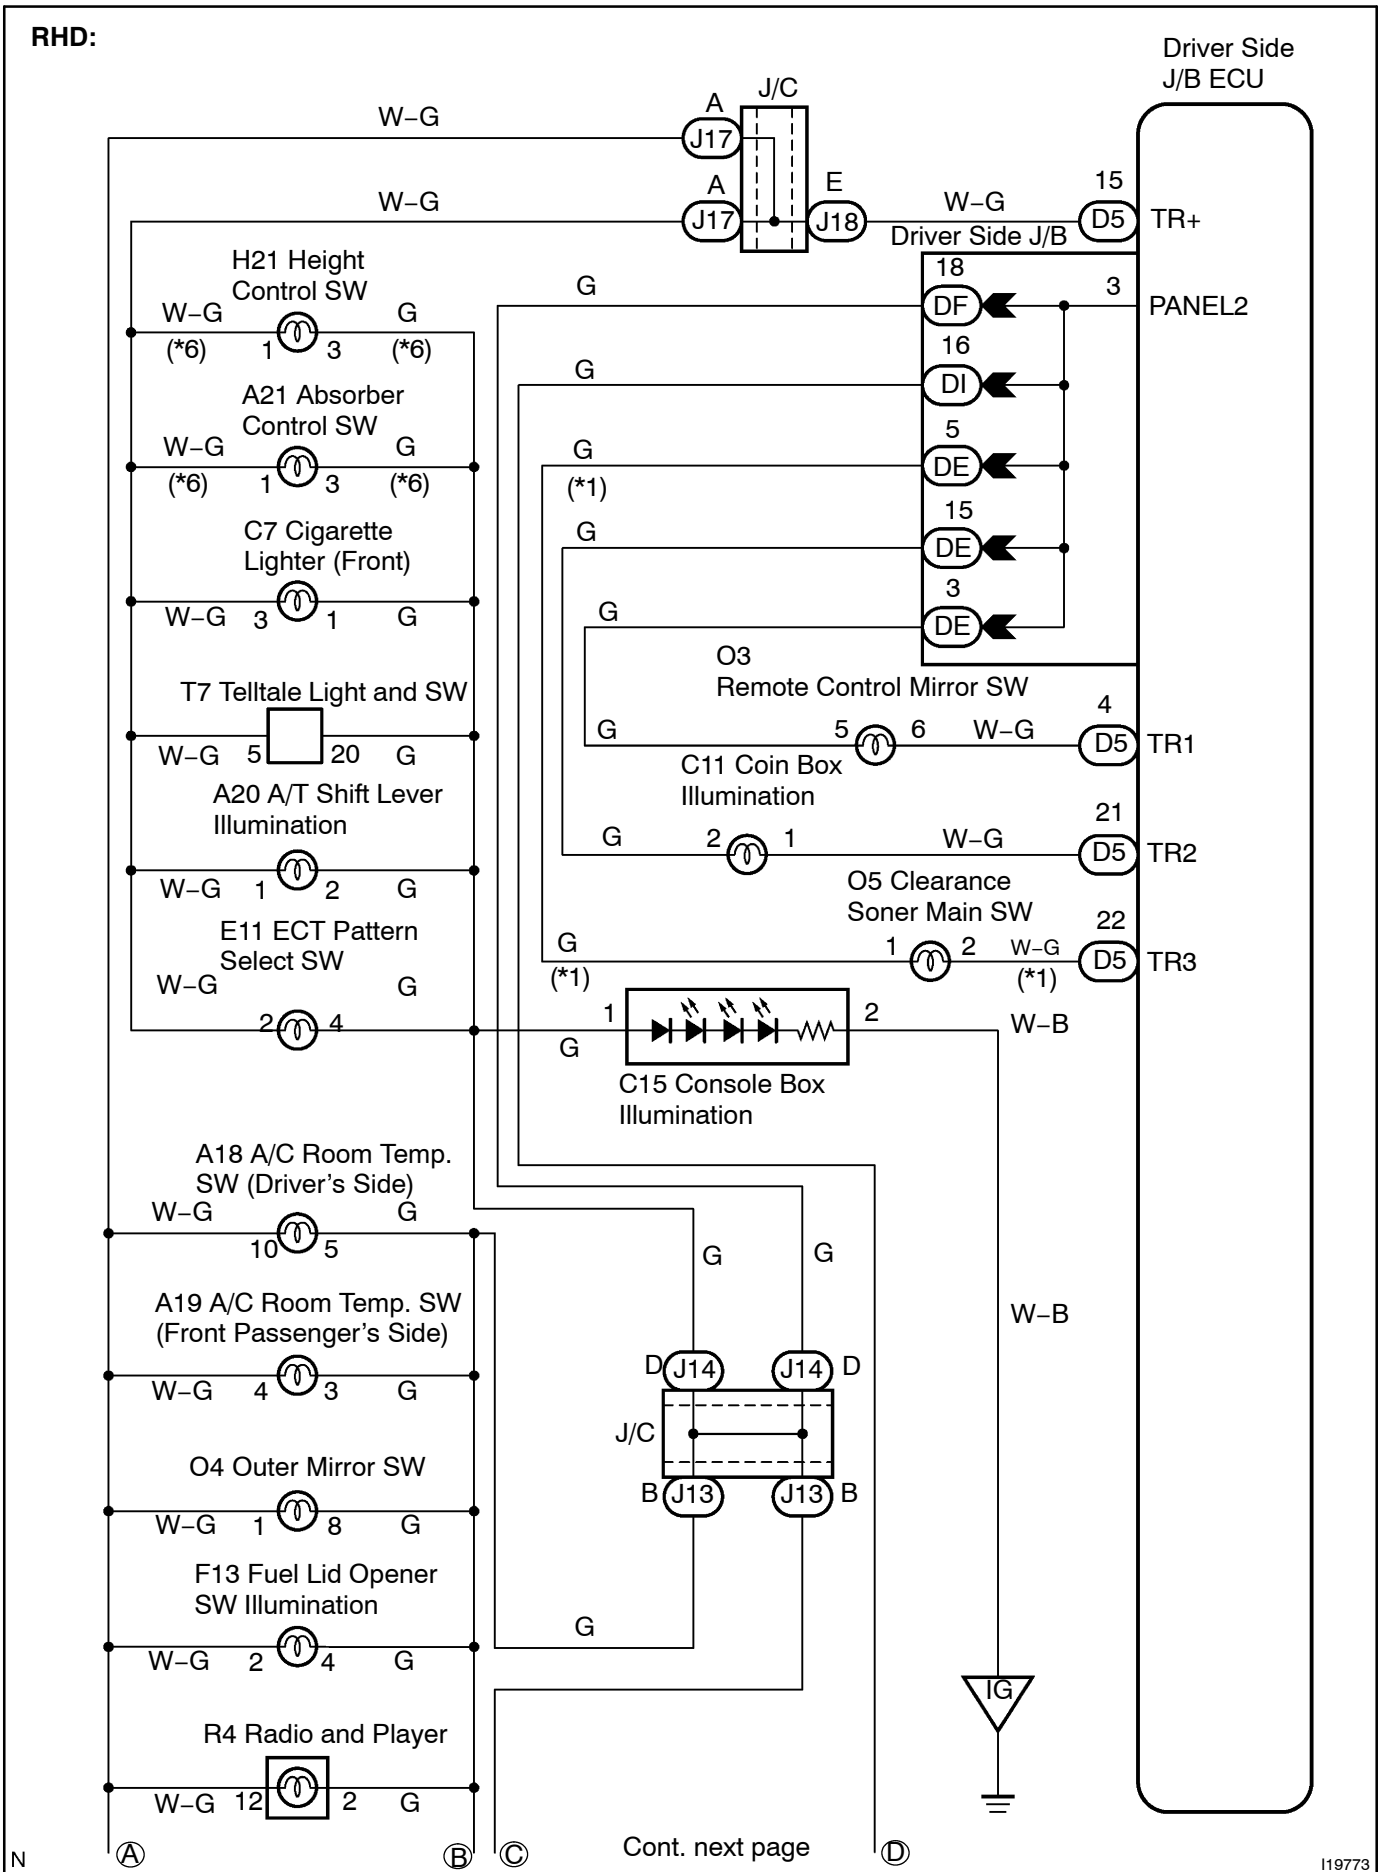 RHD:
Driver Side
J/B ECU
J/C
A
W–G
J17
15
A
E
W–G
W–G
J17
J18
D5
TR+
Driver Side J/B
H21 Height
Control SW
18
G
3
W–G
G
DF
PANEL2
(*6)
1
3
(*6)
16
G
DI
A21 Absorber
Control SW
5
W–G
G
G
DE
(*6)
1
3
(*6)
(*1)
15
C7 Cigarette
Lighter (Front)
G
DE
3
W–G
3
1
G
G
DE
O3
Remote Control Mirror SW
T7 Telltale Light and SW
4
G
5
6
W–G
D5
TR1
W–G
5
20
G
C11 Coin Box
Illumination
A20 A/T Shift Lever
Illumination
21
G
2
1
W–G
D5
TR2
W–G
1
2
G
O5 Clearance
Soner Main SW
E11 ECT Pattern
Select SW
22
G
1
2
W–G
D5
TR3
(*1)
(*1)
W–G
G
1
2
W–B
2
4
G
C15 Console Box
Illumination
A18 A/C Room Temp.
SW (Driver’s Side)
W–G
G
10
5
G
G
A19 A/C Room Temp. SW
(Front Passenger’s Side)
W–B
D
J14
J14
D
W–G
4
3
G
J/C
O4 Outer Mirror SW
B
J13
J13
B
W–G
1
8
G
F13 Fuel Lid Opener
SW Illumination
G
W–G
2
4
G
IG
R4 Radio and Player
W–G
12
2
G
N
A
B
C
Cont. next page
D
I19773